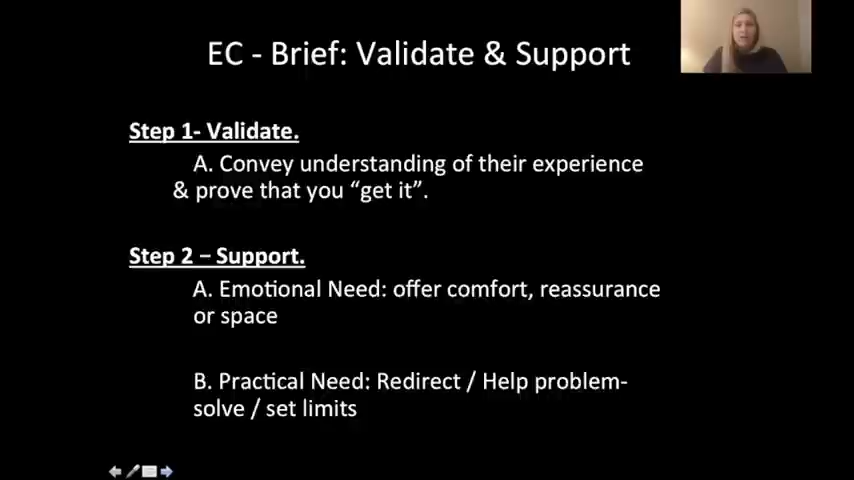 EC - Brief: Validate & Support
Step 1- Validate.
A. Convey understanding of their experience
& prove that you “get it”.
Step 2 – Support.
A. Emotional Need: offer comfort, reassurance
or space
B. Practical Need: Redirect / Help problem-
solve / set limits